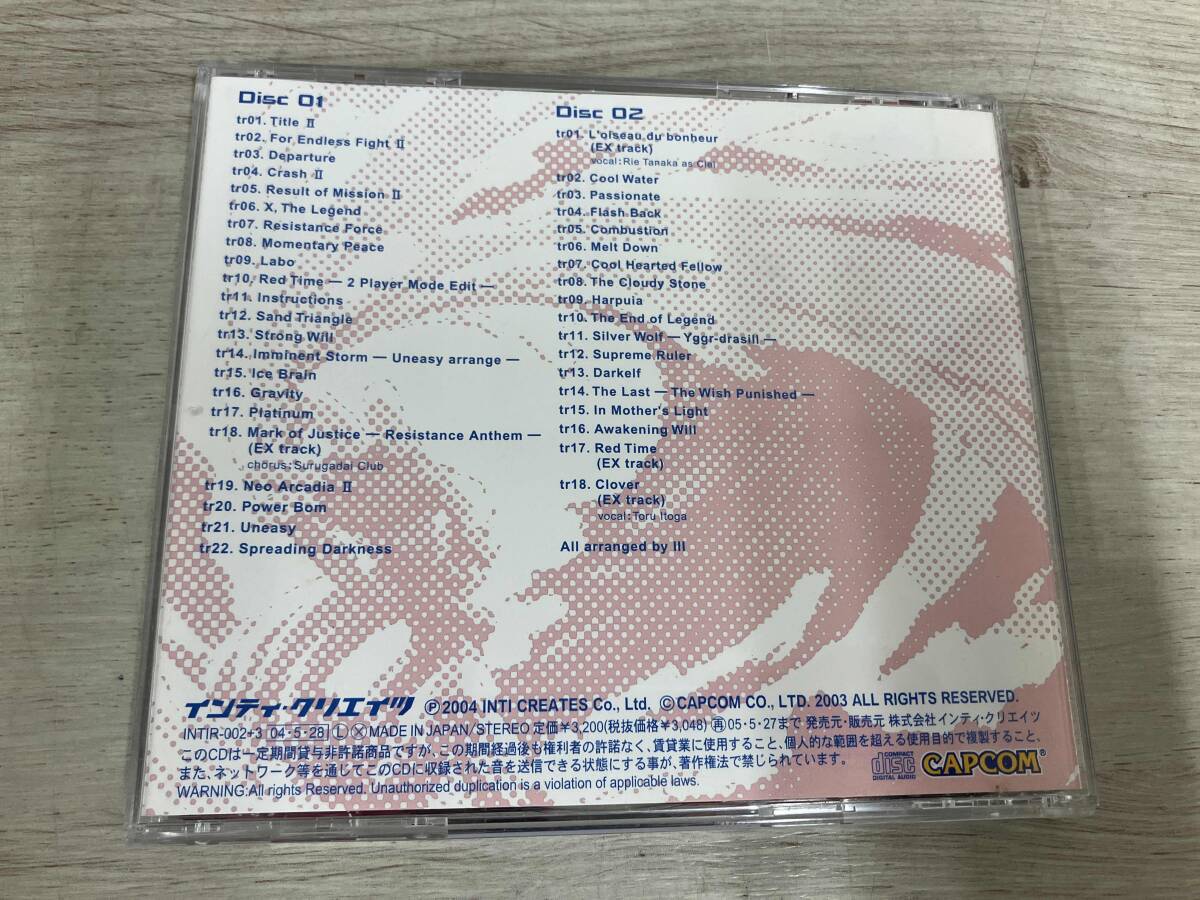 Disc 01
tr01. Title Ⅱ
tr02. For Endless Fight Ⅱ
tr03. Departure
tr04. Crash Ⅱ
tr05. Result of Mission Ⅱ
tr06. X, The Legend
tr07. Resistance Force
tr08. Momentary Peace
tr09. Labo
tr10. Red Time — 2 Player Mode Edit —
tr11. Instructions
tr12. Sand Triangle
tr13. Strong Will
tr14. Imminent Storm — Uneasy arrange —
tr15. Ice Brain
tr16. Gravity
tr17. Platinum
tr18. Mark of Justice — Resistance Anthem —
(EX track)
chorus:Surugadai Club
tr19. Neo Arcadia Ⅱ
tr20. Power Bom
tr21. Uneasy
tr22. Spreading Darkness
Disc 02
tr01. L'oiseau du bonheur
(EX track)
vocal:Rie Tanaka as Ciel
tr02. Cool Water
tr03. Passionate
tr04. Flash Back
tr05. Combustion
tr06. Melt Down
tr07. Cool Hearted Fellow
tr08. The Cloudy Stone
tr09. Harpuia
tr10. The End of Legend
tr11. Silver Wolf — Yggr-drasill —
tr12. Supreme Ruler
tr13. Darkelf
tr14. The Last — The Wish Punished —
tr15. In Mother's Light
tr16. Awakening Will
tr17. Red Time
(EX track)
tr18. Clover
(EX track)
vocal:Toru Itoga
All arranged by III
インティ・クリエイツ Ⓟ2004 INTI CREATES Co., Ltd. ©CAPCOM CO., LTD. 2003 ALL RIGHTS RESERVED.
INTIR-002+3 04・5・28 Ⓛ Ⓧ MADE IN JAPAN/STEREO 定価¥3,200(税抜価格¥3,048) 再 05・5・27まで 発売元・販売元 株式会社インティ・クリエイツ
このCDは一定期間貸与非許諾商品ですが、この期間経過後も権利者の許諾なく、賃貸業に使用すること、個人的な範囲を超える使用目的で複製すること、
また、ネットワーク等を通じてこのCDに収録された音を送信できる状態にする事が、著作権法で禁じられています。
WARNING:All rights Reserved. Unauthorized duplication is a violation of applicable laws.
COMPACT
disc
DIGITAL AUDIO
CAPCOM®